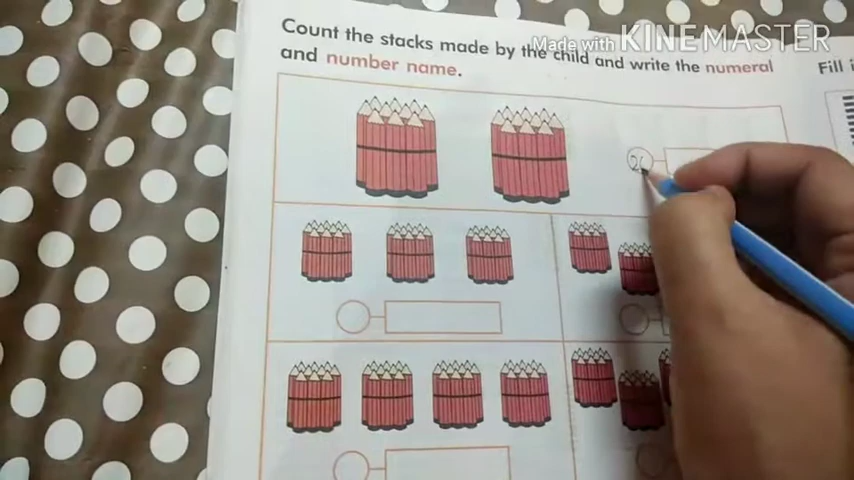 Made with KINEMASTER
Count the stacks made by the child and write the numeral
and number name.
Fill i
20